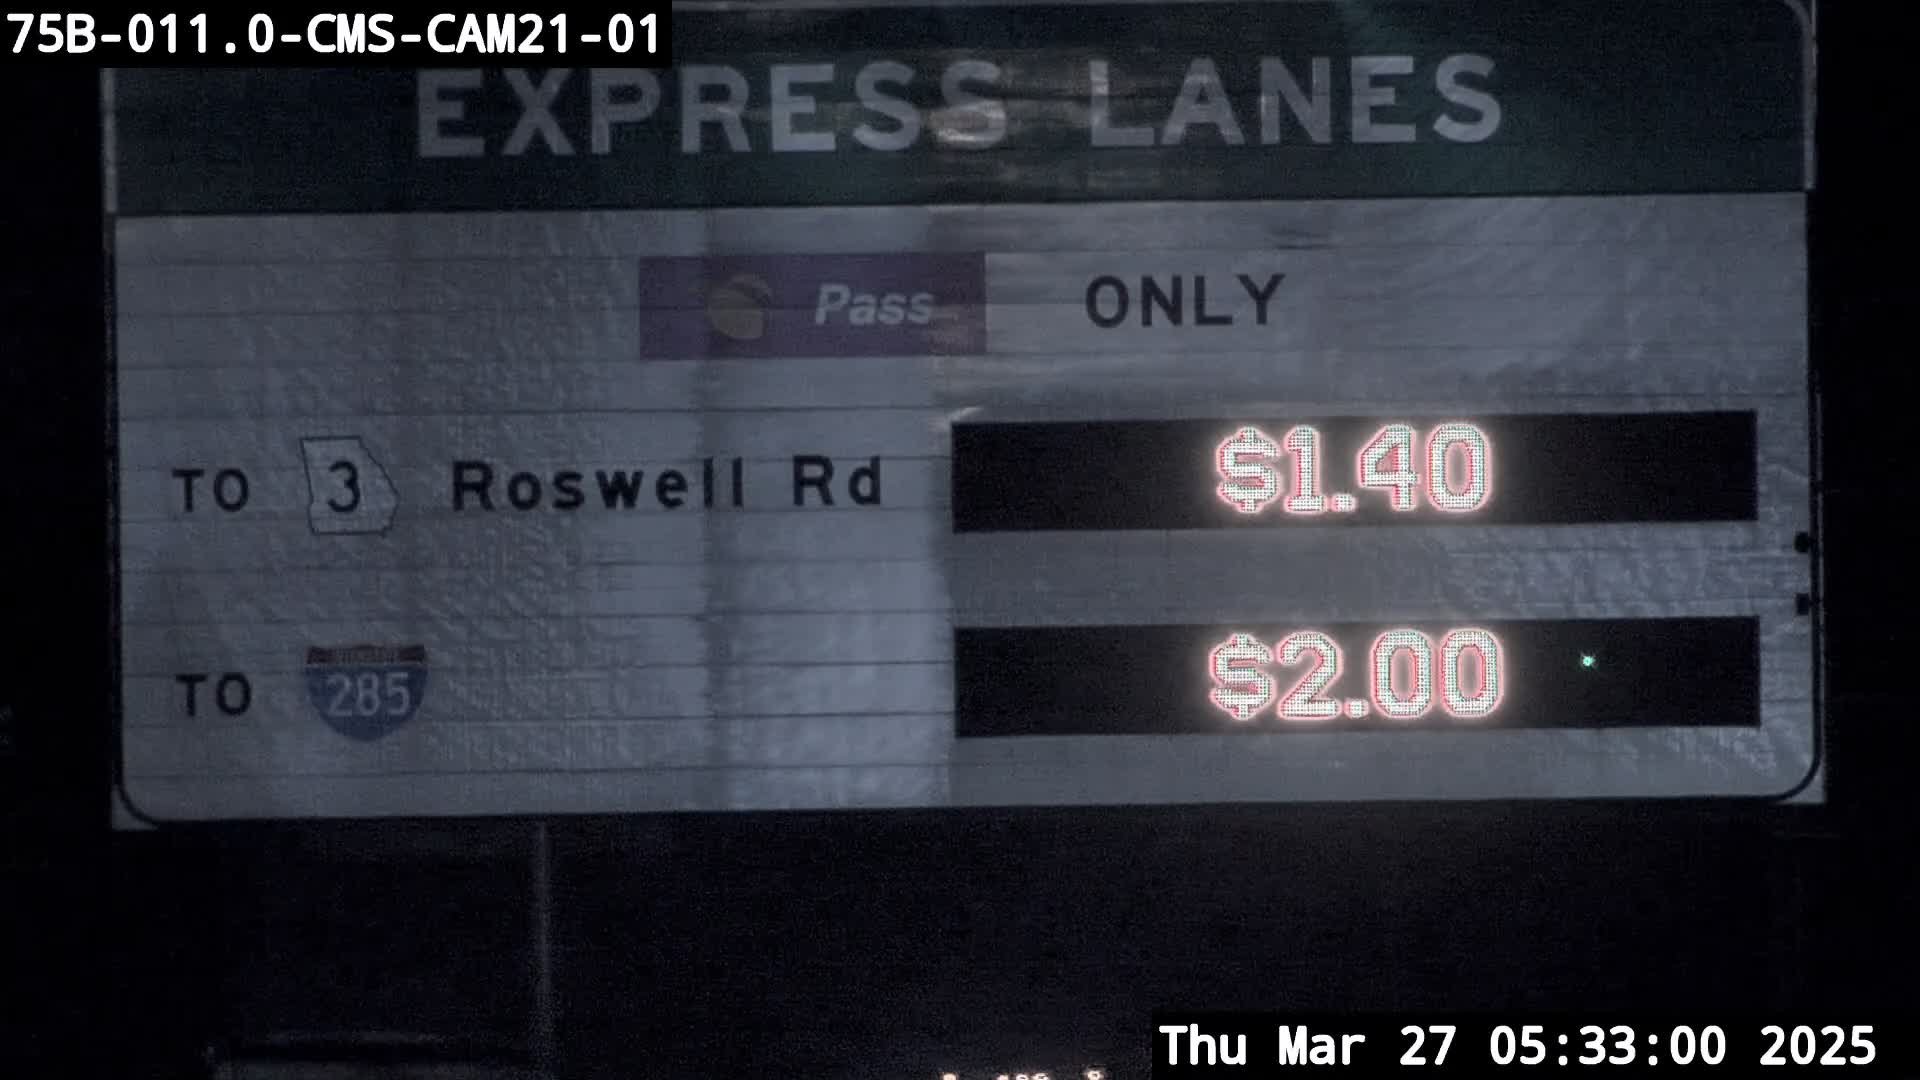 75B-011.0-CMS-CAM21-01
EXPRESS LANES
Pass ONLY
TO 3 Roswell Rd $1.40
TO 285 $2.00
Thu Mar 27 05:33:00 2025